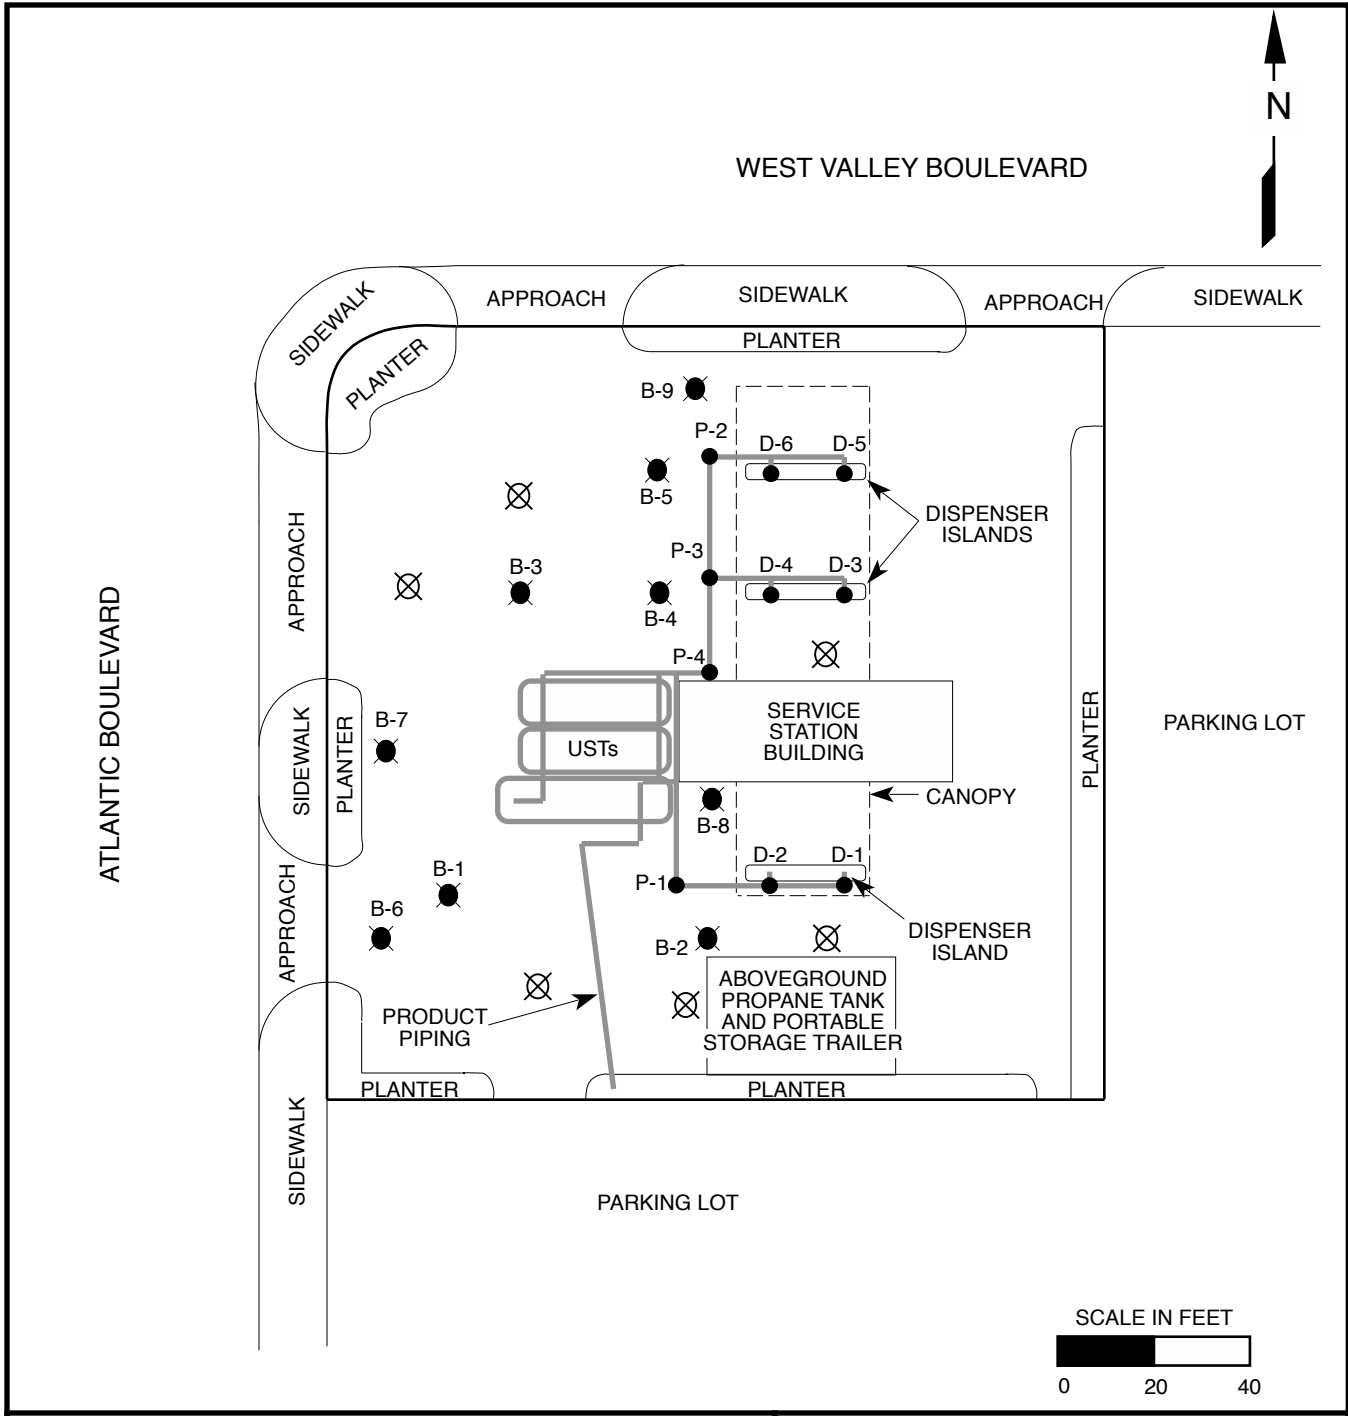 N
WEST VALLEY BOULEVARD
SIDEWALK
APPROACH
SIDEWALK
APPROACH
SIDEWALK
PLANTER
PLANTER
B-9
P-2
D-6
D-5
B-5
DISPENSER
ISLANDS
APPROACH
P-3
B-3
D-4
D-3
B-4
ATLANTIC BOULEVARD
P-4
B-7
SIDEWALK
PLANTER
USTs
SERVICE
STATION
BUILDING
PLANTER
PARKING LOT
CANOPY
B-8
D-2
D-1
B-1
P-1
B-6
APPROACH
B-2
DISPENSER
ISLAND
ABOVEGROUND
PROPANE TANK
AND PORTABLE
STORAGE TRAILER
PRODUCT
PIPING
PLANTER
PLANTER
SIDEWALK
PARKING LOT
SCALE IN FEET
0 20 40